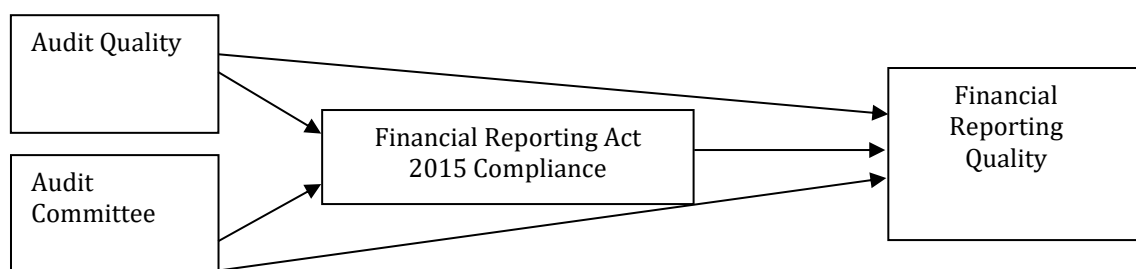 Audit Quality
Financial Reporting Act
2015 Compliance
Audit
Committee
Financial
Reporting
Quality